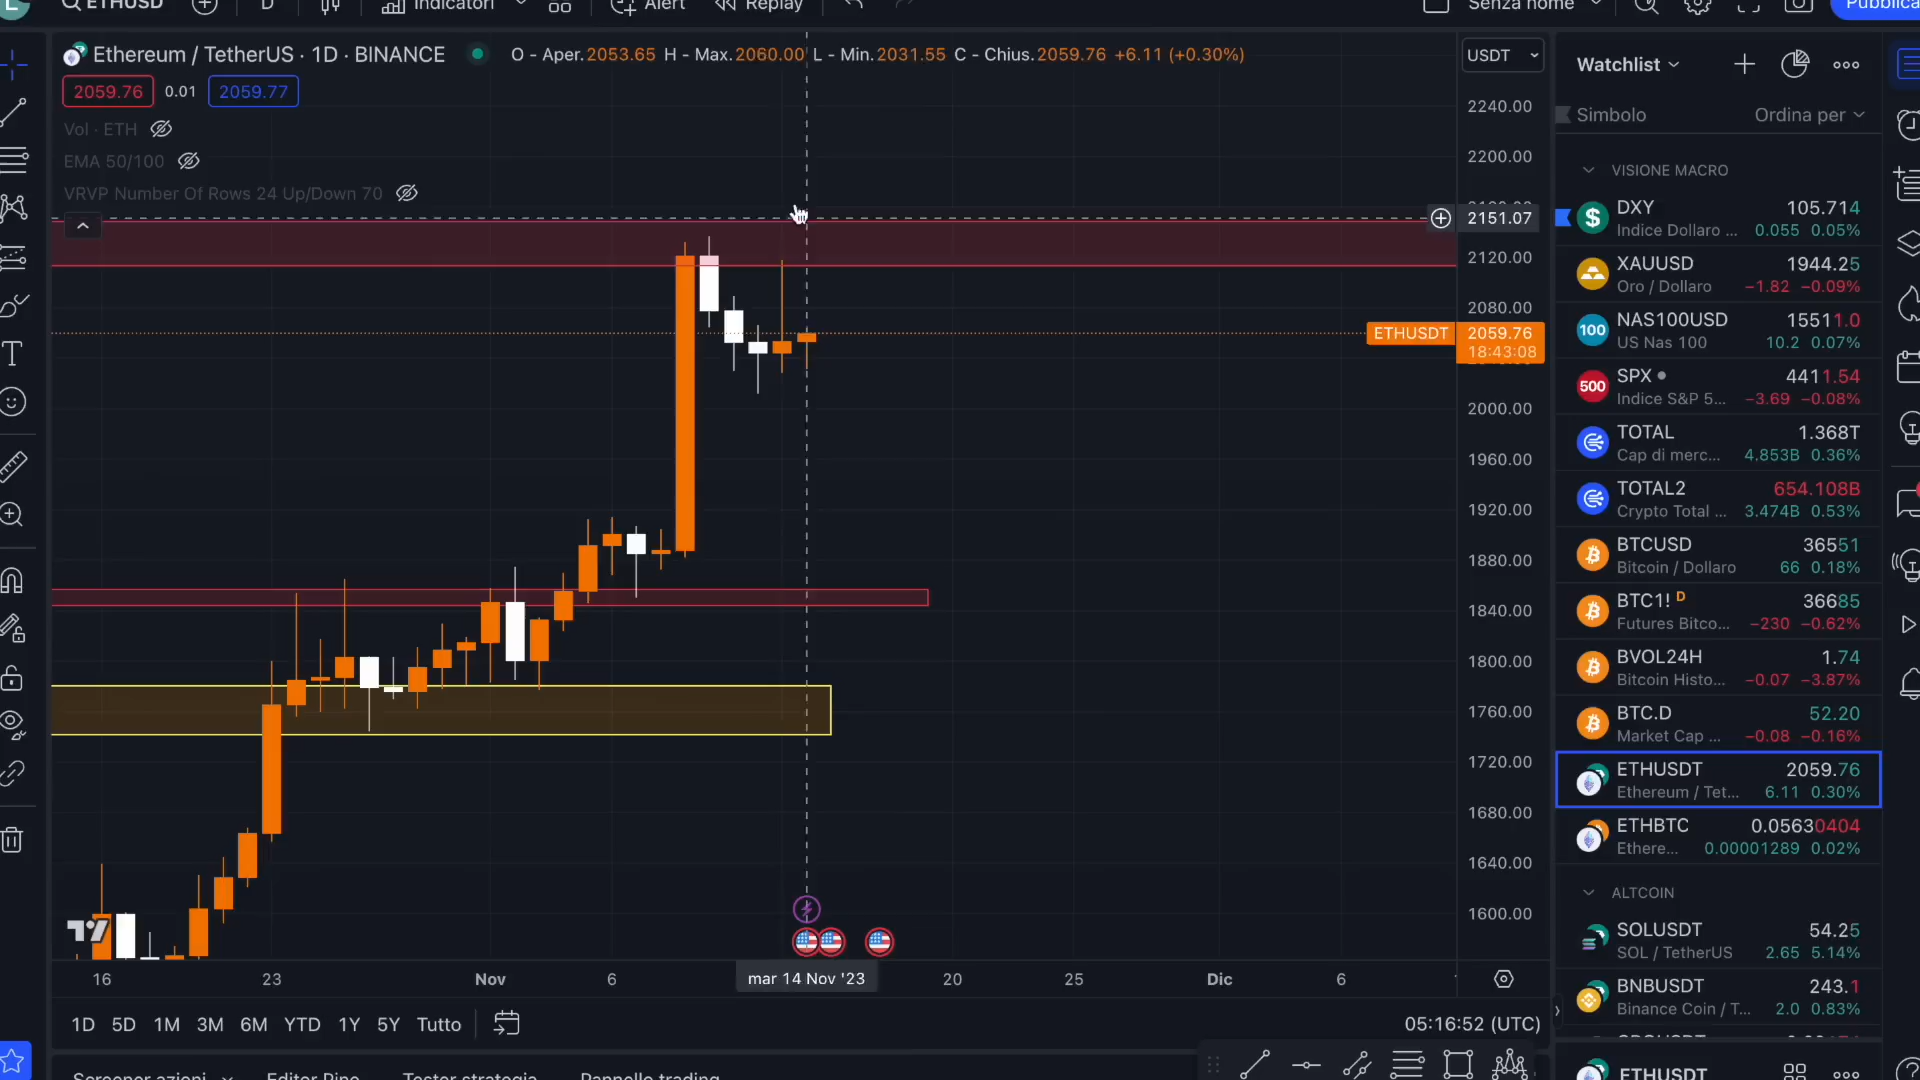 ETHUSD
D
Indicatori
Alert
Replay
Senza nome
Pubblica
Ethereum / TetherUS · 1D · BINANCE
O - Aper.2053.65 H - Max.2060.00 L - Min.2031.55 C - Chius.2059.76 +6.11 (+0.30%)
2059.76
0.01
2059.77
Vol · ETH
EMA 50/100
VRVP Number Of Rows 24 Up/Down 70
USDT
2240.00
2200.00
2151.07
2120.00
2080.00
ETHUSDT
2059.76
18:43:08
2000.00
1960.00
1920.00
1880.00
1840.00
1800.00
1760.00
1720.00
1680.00
1640.00
1600.00
16
23
Nov
6
mar 14 Nov '23
20
25
Dic
6
1D
5D
1M
3M
6M
YTD
1Y
5Y
Tutto
05:16:52 (UTC)
Screener azioni
Editor Pine
Tester strategia
Pannello trading
Watchlist
Simbolo
Ordina per
VISIONE MACRO
DXY 105.714
Indice Dollaro ... 0.055 0.05%
XAUUSD 1944.25
Oro / Dollaro −1.82 −0.09%
100
NAS100USD 15511.0
US Nas 100 10.2 0.07%
500
SPX 4411.54
Indice S&P 5... −3.69 −0.08%
TOTAL 1.368T
Cap di merc... 4.853B 0.36%
TOTAL2 654.108B
Crypto Total ... 3.474B 0.53%
BTCUSD 36551
Bitcoin / Dollaro 66 0.18%
BTC1! D 36685
Futures Bitco... −230 −0.62%
BVOL24H 1.74
Bitcoin Histo... −0.07 −3.87%
BTC.D 52.20
Market Cap ... −0.08 −0.16%
ETHUSDT 2059.76
Ethereum / Tet... 6.11 0.30%
ETHBTC 0.05630404
Ethere... 0.00001289 0.02%
ALTCOIN
SOLUSDT 54.25
SOL / TetherUS 2.65 5.14%
BNBUSDT 243.1
Binance Coin / T... 2.0 0.83%
ETHUSDT